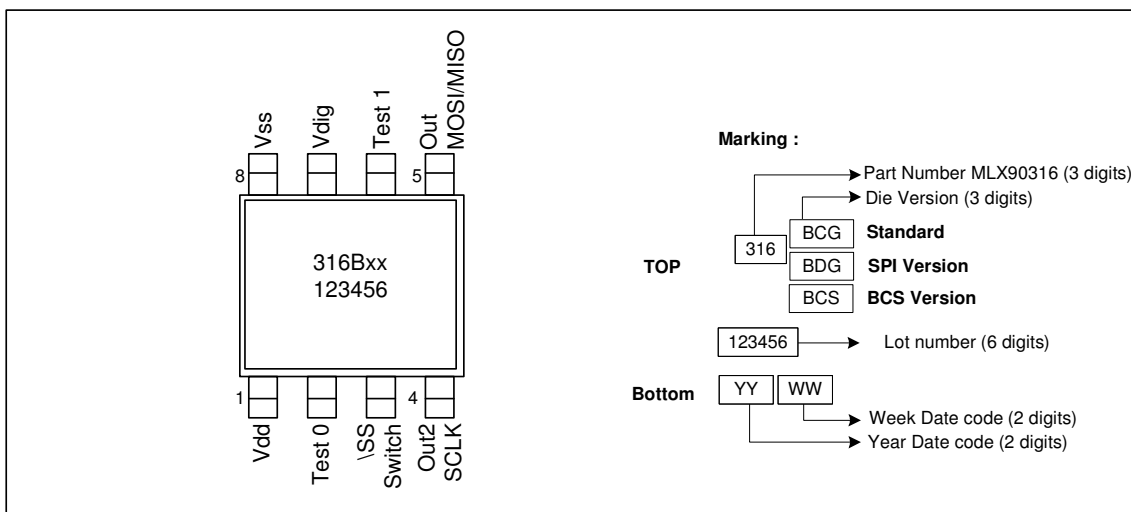 Vss
Vdig
Test 1
Out
MOSI/MISO
8
5
316Bxx
123456
1
4
Vdd
Test 0
\SS
Switch
Out2
SCLK
Marking :
Part Number MLX90316 (3 digits)
Die Version (3 digits)
316
BCG Standard
TOP
BDG SPI Version
BCS BCS Version
123456 Lot number (6 digits)
Bottom YY WW
Week Date code (2 digits)
Year Date code (2 digits)